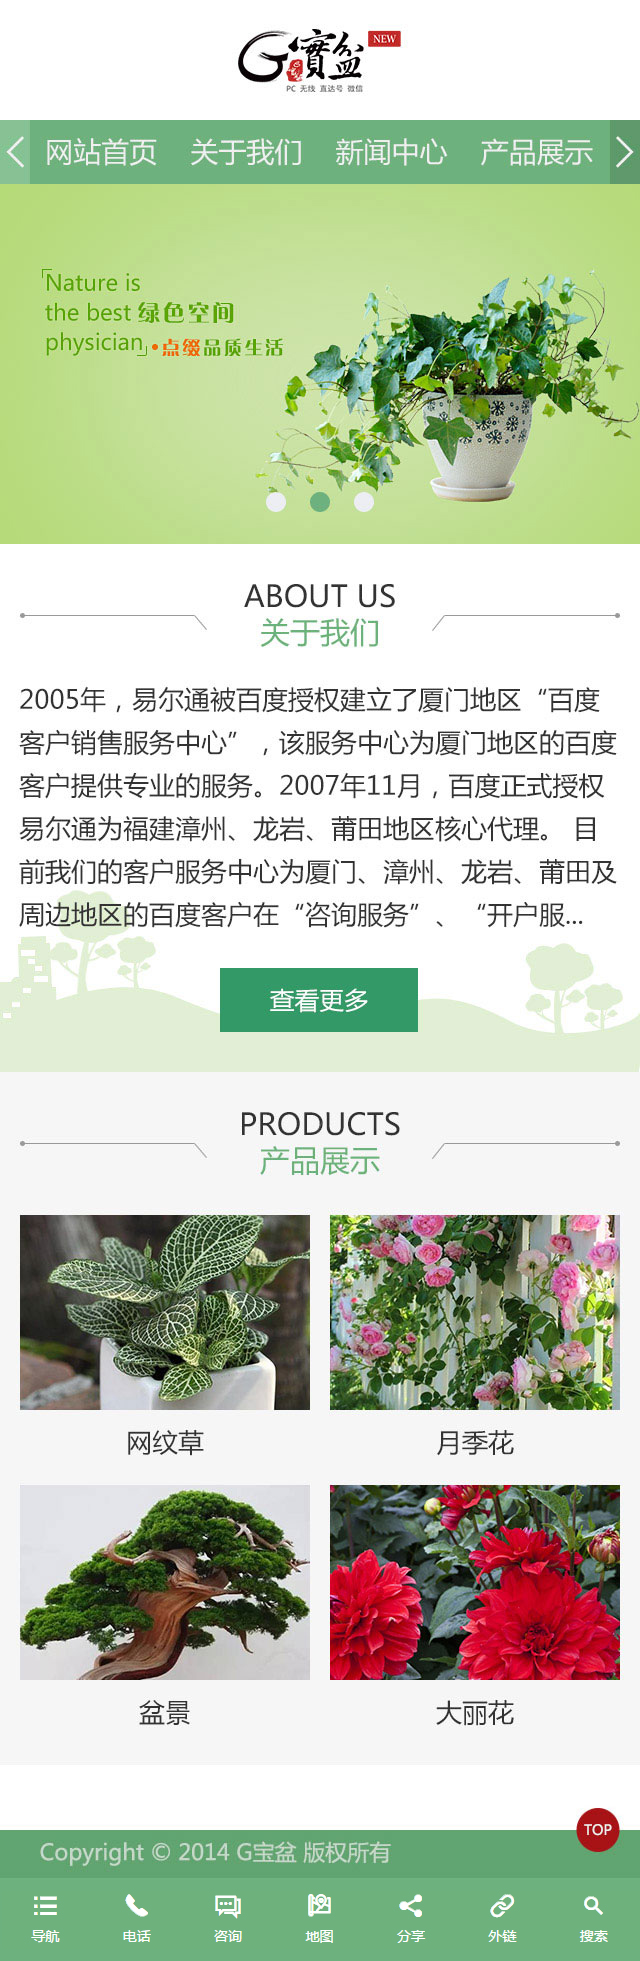 G寶盆
NEW
PC 无线 直达号 微信
网站首页 关于我们 新闻中心 产品展示
「Nature is
the best 绿色空间
physician」•点缀品质生活
ABOUT US
关于我们
2005年，易尔通被百度授权建立了厦门地区“百度
客户销售服务中心”，该服务中心为厦门地区的百度
客户提供专业的服务。2007年11月，百度正式授权
易尔通为福建漳州、龙岩、莆田地区核心代理。 目
前我们的客户服务中心为厦门、漳州、龙岩、莆田及
周边地区的百度客户在“咨询服务”、“开户服...
查看更多
PRODUCTS
产品展示
网纹草 月季花
盆景 大丽花
TOP
Copyright © 2014 G宝盆 版权所有
导航 电话 咨询 地图 分享 外链 搜索